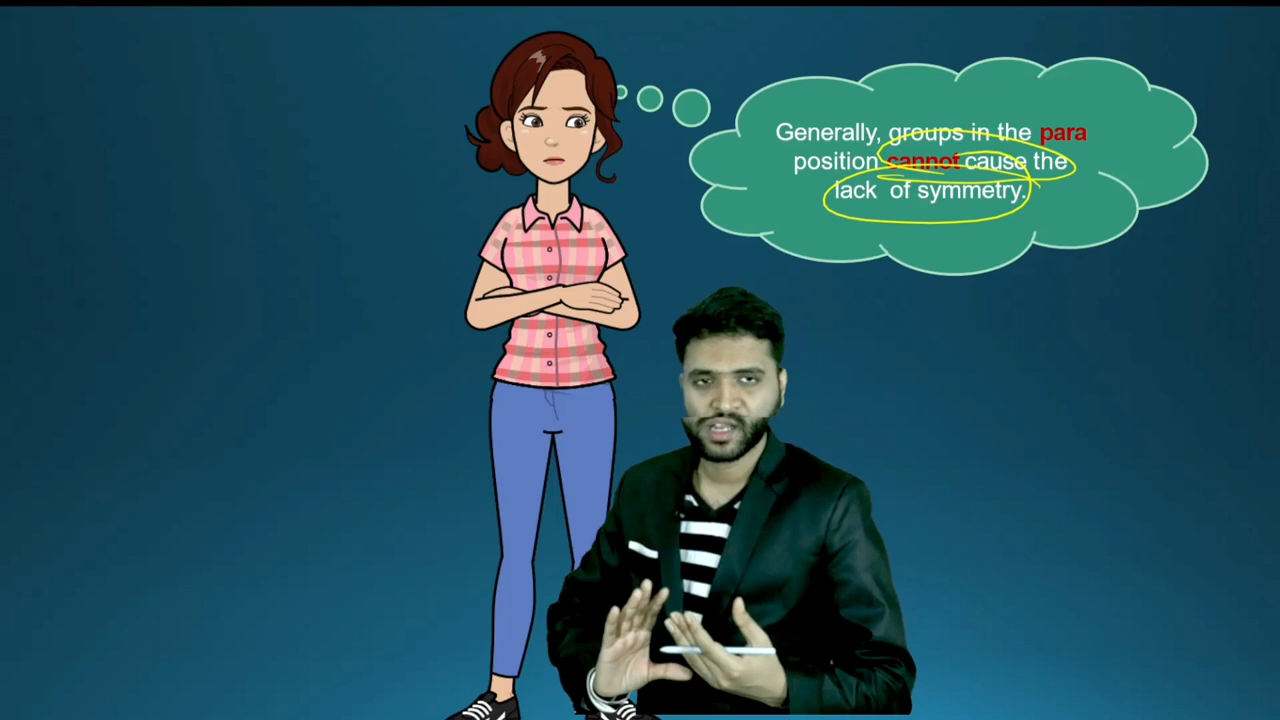 Generally, groups in the para
position cannot cause the
lack of symmetry.